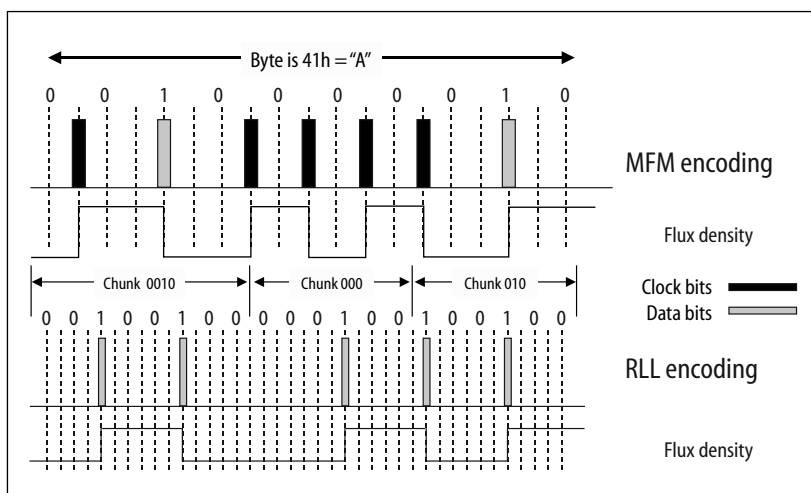 Byte is 41h = “A”
0 0 1 0 0 0 0 0 1 0
MFM encoding
Flux density
Chunk 0010 Chunk 000 Chunk 010
Clock bits
Data bits
0 0 1 0 0 1 0 0 0 0 0 1 0 0 1 0 0 1 0 0
RLL encoding
Flux density